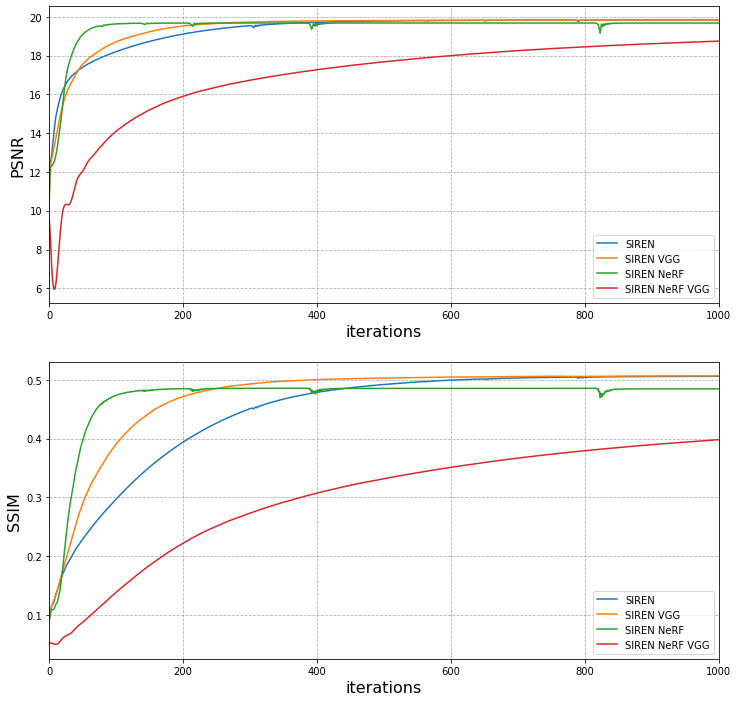 20
18
16
14
12
10
8
6
PSNR
SIREN
SIREN VGG
SIREN NeRF
SIREN NeRF VGG
0 200 400 600 800 1000
iterations
0.5
0.4
0.3
0.2
0.1
SSIM
SIREN
SIREN VGG
SIREN NeRF
SIREN NeRF VGG
0 200 400 600 800 1000
iterations